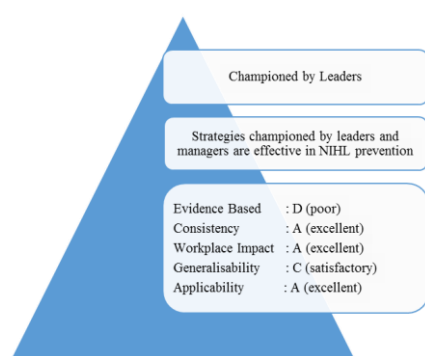 Championed by Leaders
Strategies championed by leaders and
managers are effective in NIHL prevention
Evidence Based : D (poor)
Consistency : A (excellent)
Workplace Impact : A (excellent)
Generalisability : C (satisfactory)
Applicability : A (excellent)